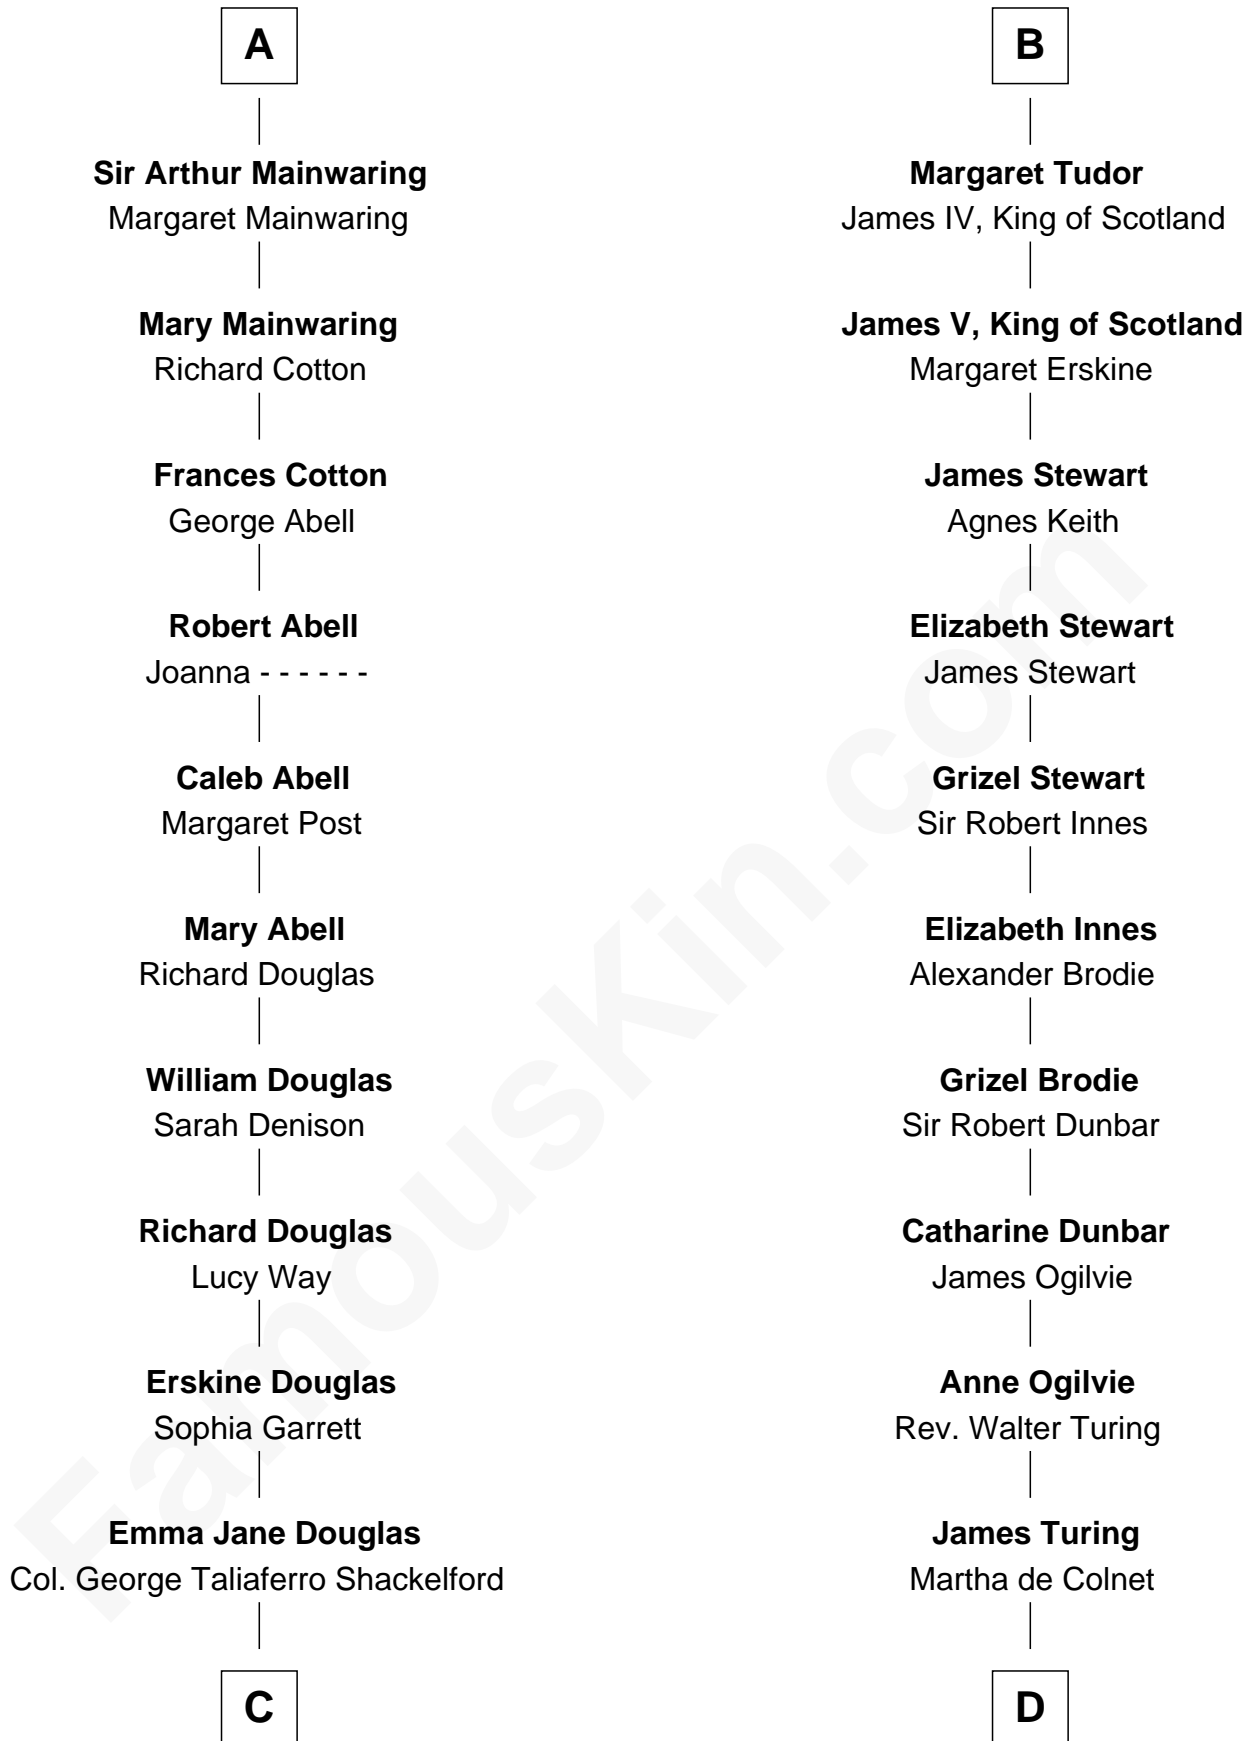 A
Sir Arthur Mainwaring
Margaret Mainwaring
Mary Mainwaring
Richard Cotton
Frances Cotton
George Abell
Robert Abell
Joanna - - - - - -
Caleb Abell
Margaret Post
Mary Abell
Richard Douglas
William Douglas
Sarah Denison
Richard Douglas
Lucy Way
Erskine Douglas
Sophia Garrett
Emma Jane Douglas
Col. George Taliaferro Shackelford
C
B
Margaret Tudor
James IV, King of Scotland
James V, King of Scotland
Margaret Erskine
James Stewart
Agnes Keith
Elizabeth Stewart
James Stewart
Grizel Stewart
Sir Robert Innes
Elizabeth Innes
Alexander Brodie
Grizel Brodie
Sir Robert Dunbar
Catharine Dunbar
James Ogilvie
Anne Ogilvie
Rev. Walter Turing
James Turing
Martha de Colnet
D
FamousKin.com